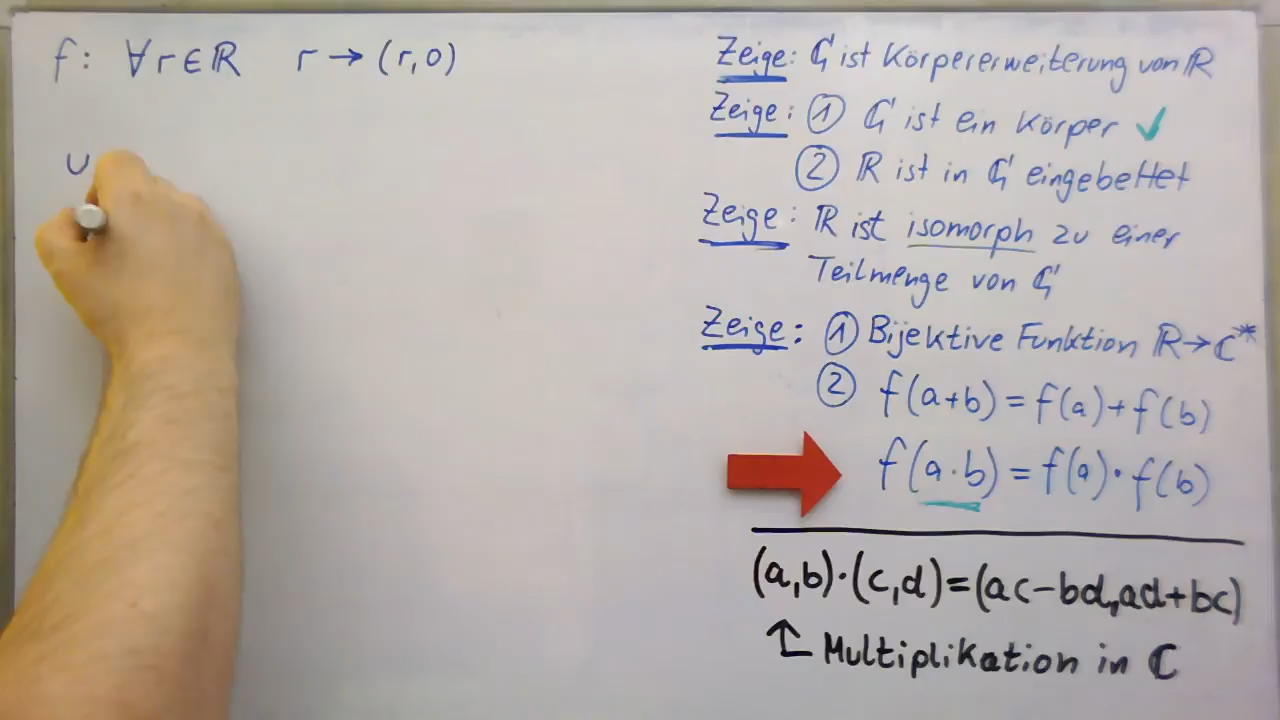 f: ∀r∈ℝ r → (r,0)
u
Zeige: ℂ ist Körpererweiterung von ℝ
Zeige: ① ℂ ist ein Körper ✓
② ℝ ist in ℂ eingebettet
Zeige: ℝ ist isomorph zu einer
Teilmenge von ℂ
Zeige: ① Bijektive Funktion ℝ→ℂ*
② f(a+b) = f(a)+f(b)
f(a·b) = f(a)·f(b)
(a,b)·(c,d)=(ac-bd,ad+bc)
Multiplikation in ℂ